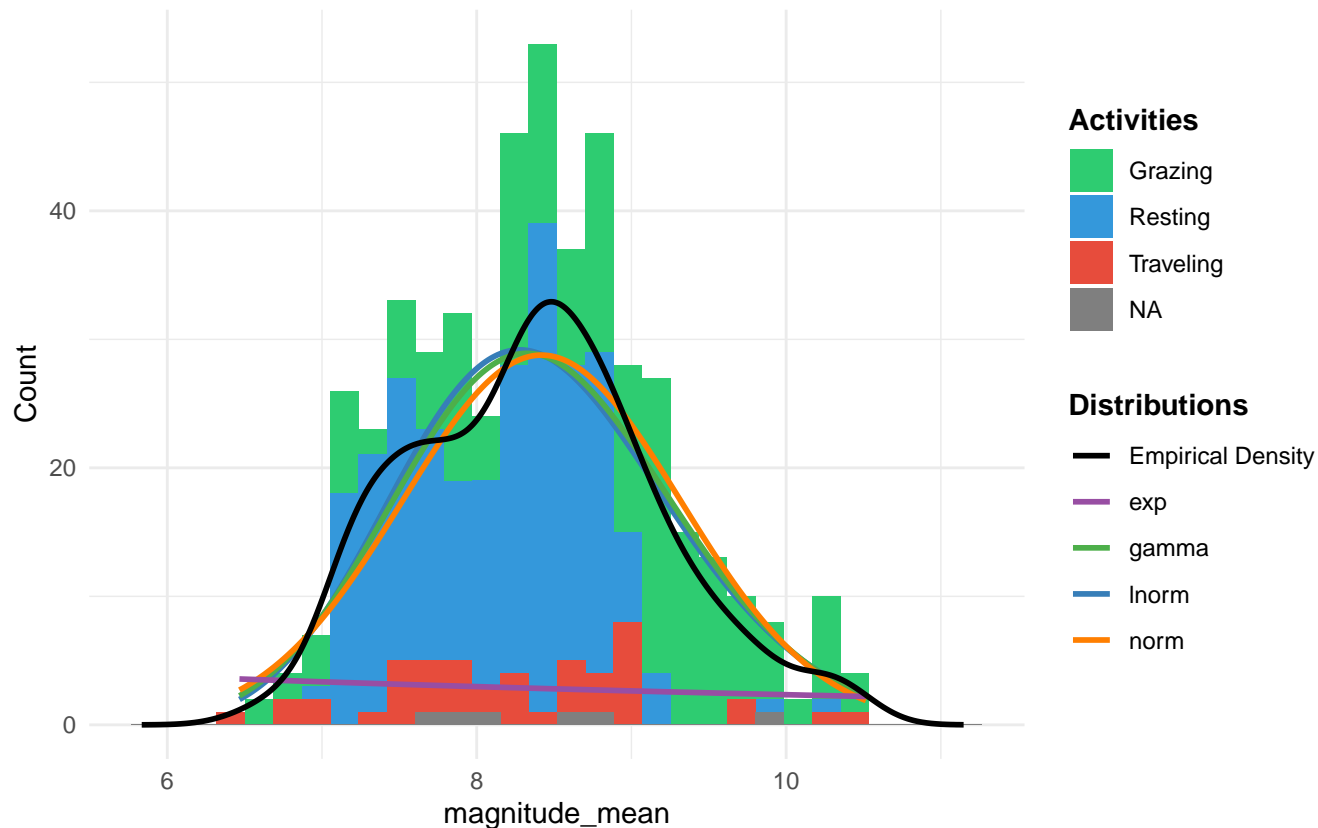 40
20
0
6
8
10
Count
magnitude_mean
Activities
Grazing
Resting
Traveling
NA
Distributions
Empirical Density
exp
gamma
lnorm
norm